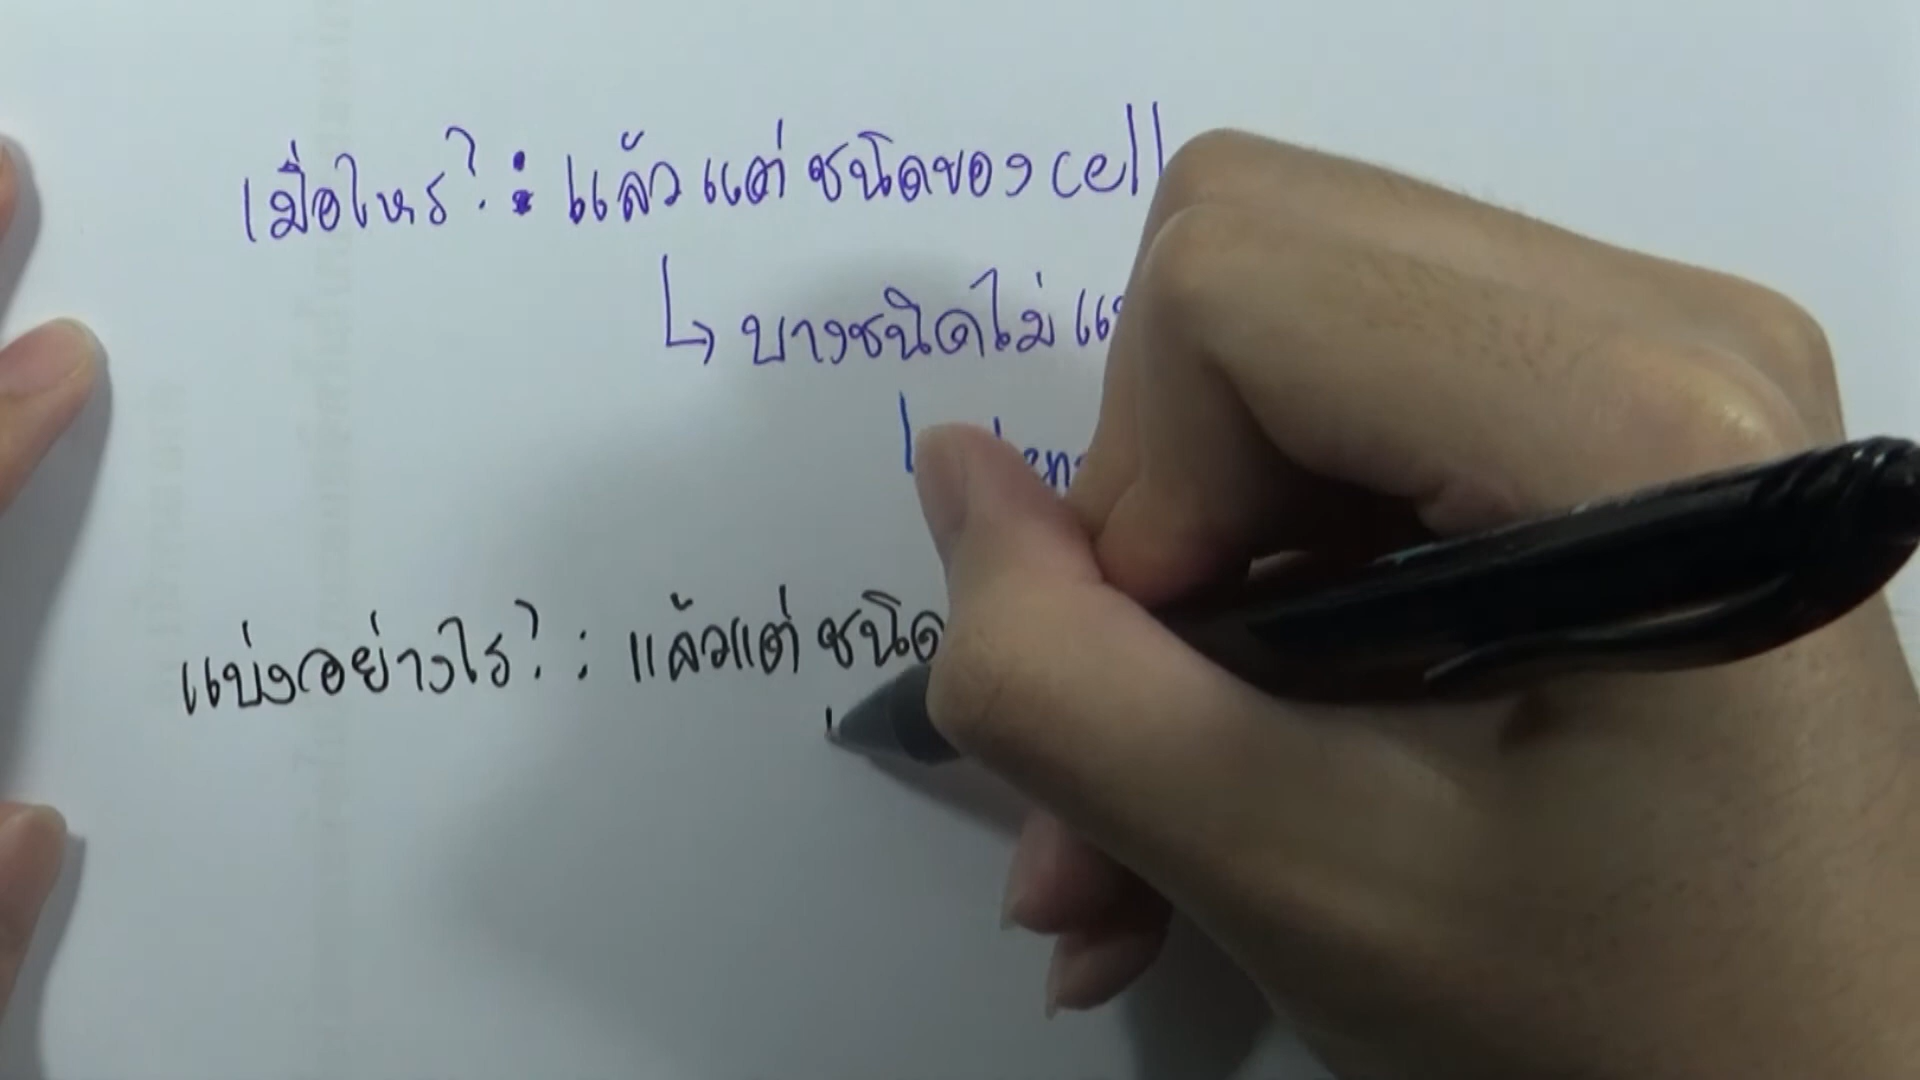 เมื่อไหร่? : แล้วแต่ชนิดของ cell
↳ บางชนิดไม่
แบ่งอย่างไร? : แล้วแต่ชนิด